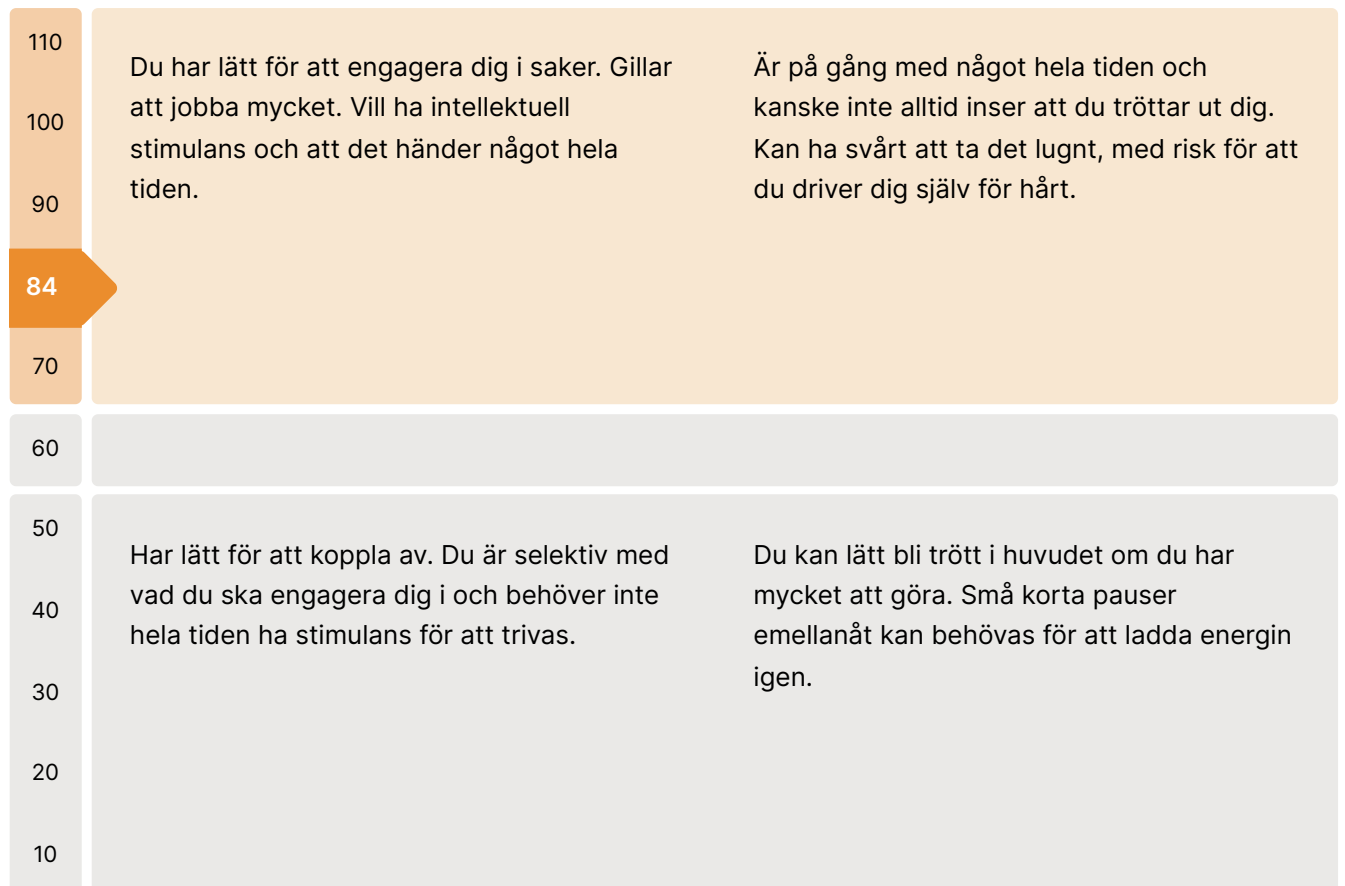 110
100
90
84
70
Du har lätt för att engagera dig i saker. Gillar
att jobba mycket. Vill ha intellektuell
stimulans och att det händer något hela
tiden.
Är på gång med något hela tiden och
kanske inte alltid inser att du tröttar ut dig.
Kan ha svårt att ta det lugnt, med risk för att
du driver dig själv för hårt.
60
50
40
30
20
10
Har lätt för att koppla av. Du är selektiv med
vad du ska engagera dig i och behöver inte
hela tiden ha stimulans för att trivas.
Du kan lätt bli trött i huvudet om du har
mycket att göra. Små korta pauser
emellanåt kan behövas för att ladda energin
igen.